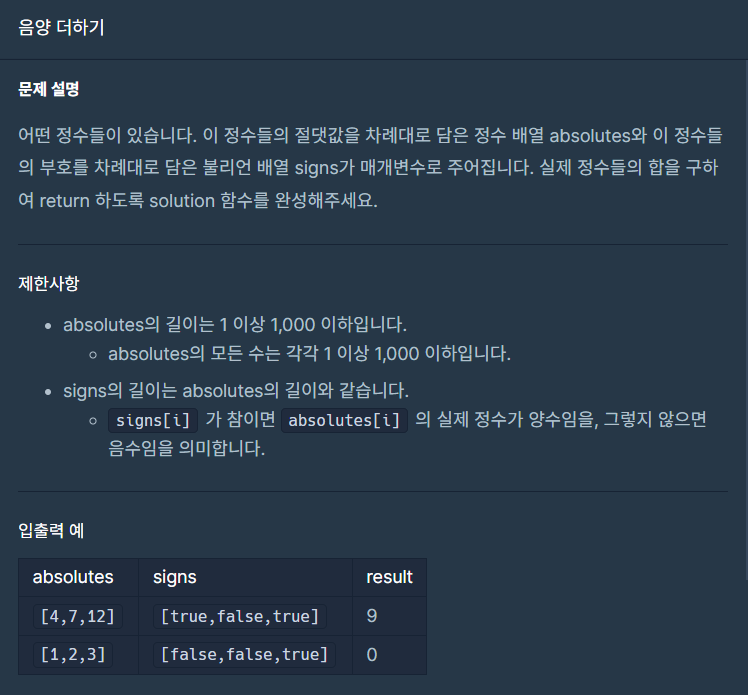 음양 더하기
문제 설명
어떤 정수들이 있습니다. 이 정수들의 절댓값을 차례대로 담은 정수 배열 absolutes와 이 정수들
의 부호를 차례대로 담은 불리언 배열 signs가 매개변수로 주어집니다. 실제 정수들의 합을 구하
여 return 하도록 solution 함수를 완성해주세요.
제한사항
• absolutes의 길이는 1 이상 1,000 이하입니다.
◦ absolutes의 모든 수는 각각 1 이상 1,000 이하입니다.
• signs의 길이는 absolutes의 길이와 같습니다.
◦ signs[i] 가 참이면 absolutes[i] 의 실제 정수가 양수임을, 그렇지 않으면
음수임을 의미합니다.
입출력 예
absolutes signs result
[4,7,12] [true,false,true] 9
[1,2,3] [false,false,true] 0